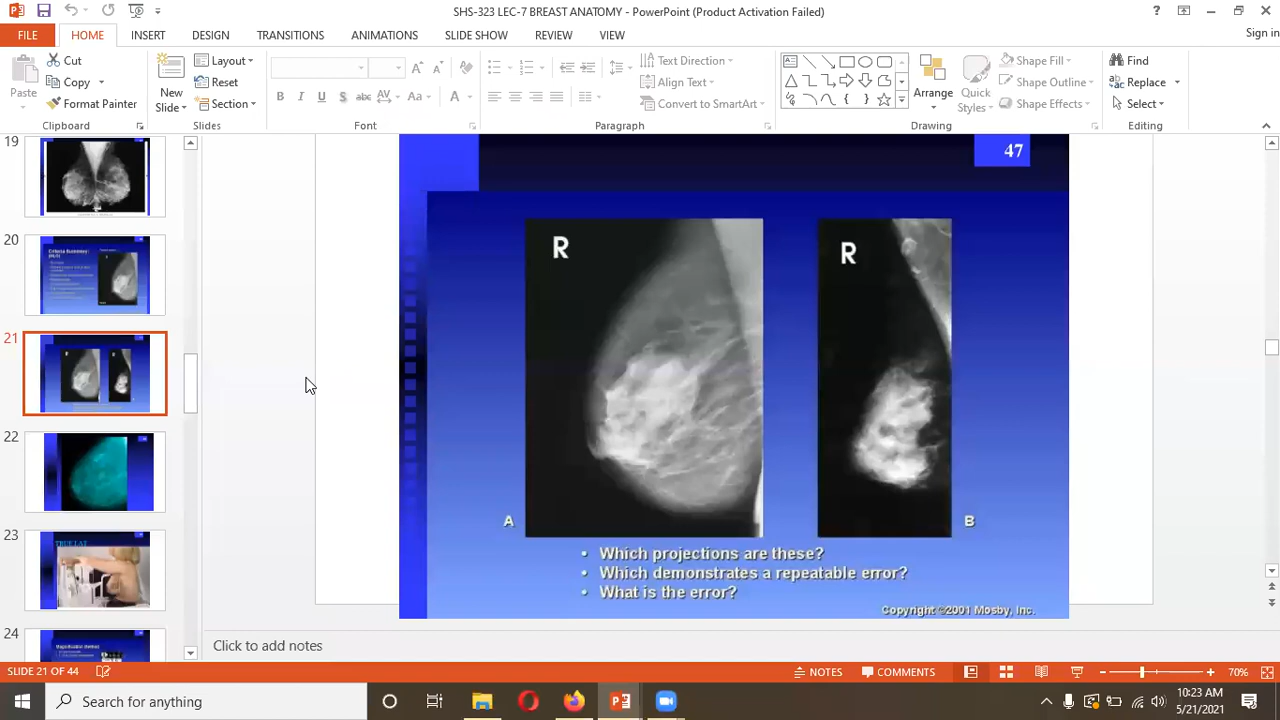 SHS-323 LEC-7 BREAST ANATOMY - PowerPoint (Product Activation Failed)
FILE HOME INSERT DESIGN TRANSITIONS ANIMATIONS SLIDE SHOW REVIEW VIEW Sign in
Paste
Cut
Copy
Format Painter
Clipboard
New
Slide
Layout
Reset
Section
Slides
B I U S abc AV Aa A
Font
Text Direction
Align Text
Convert to SmartArt
Paragraph
Arrange
Quick
Styles
Shape Fill
Shape Outline
Shape Effects
Drawing
Find
Replace
Select
Editing
19
20
21
22
23
TRUE LAT
24
47
R
R
A
B
• Which projections are these?
• Which demonstrates a repeatable error?
• What is the error?
Copyright ©2001 Mosby, Inc.
Click to add notes
SLIDE 21 OF 44
NOTES
COMMENTS
70%
Search for anything
10:23 AM
5/21/2021